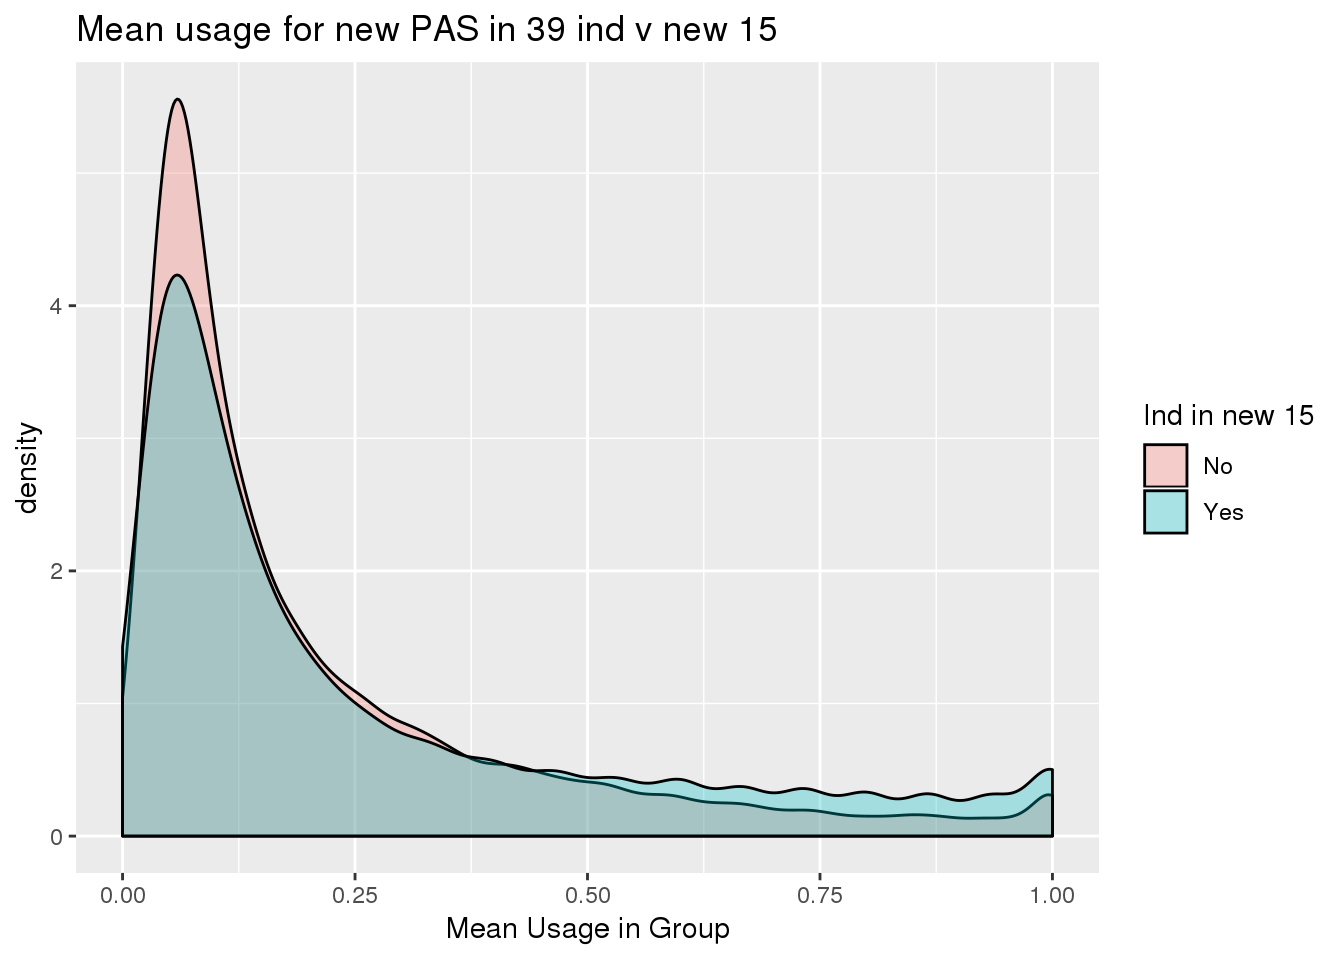 Mean usage for new PAS in 39 ind v new 15
density
4
2
0
0.00 0.25 0.50 0.75 1.00
Mean Usage in Group
Ind in new 15
No
Yes